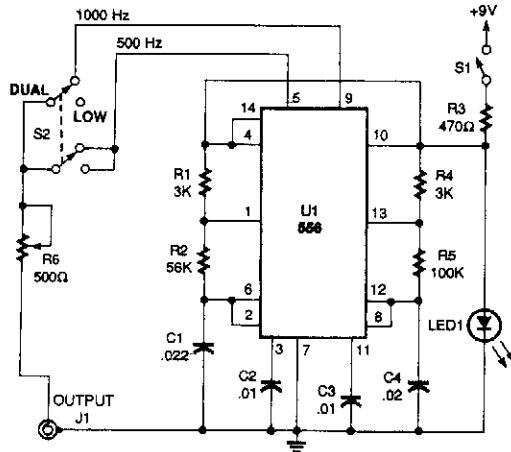 1000 Hz
+9V
500 Hz
S1
DUAL
LOW
S2
5
9
14
4
10
R3
470Ω
R1
3K
R4
3K
1
U1
556
13
R6
500Ω
R2
56K
R5
100K
6
2
12
8
LED1
C1
.022
3
7
11
C2
.01
C3
.01
C4
.02
OUTPUT
J1